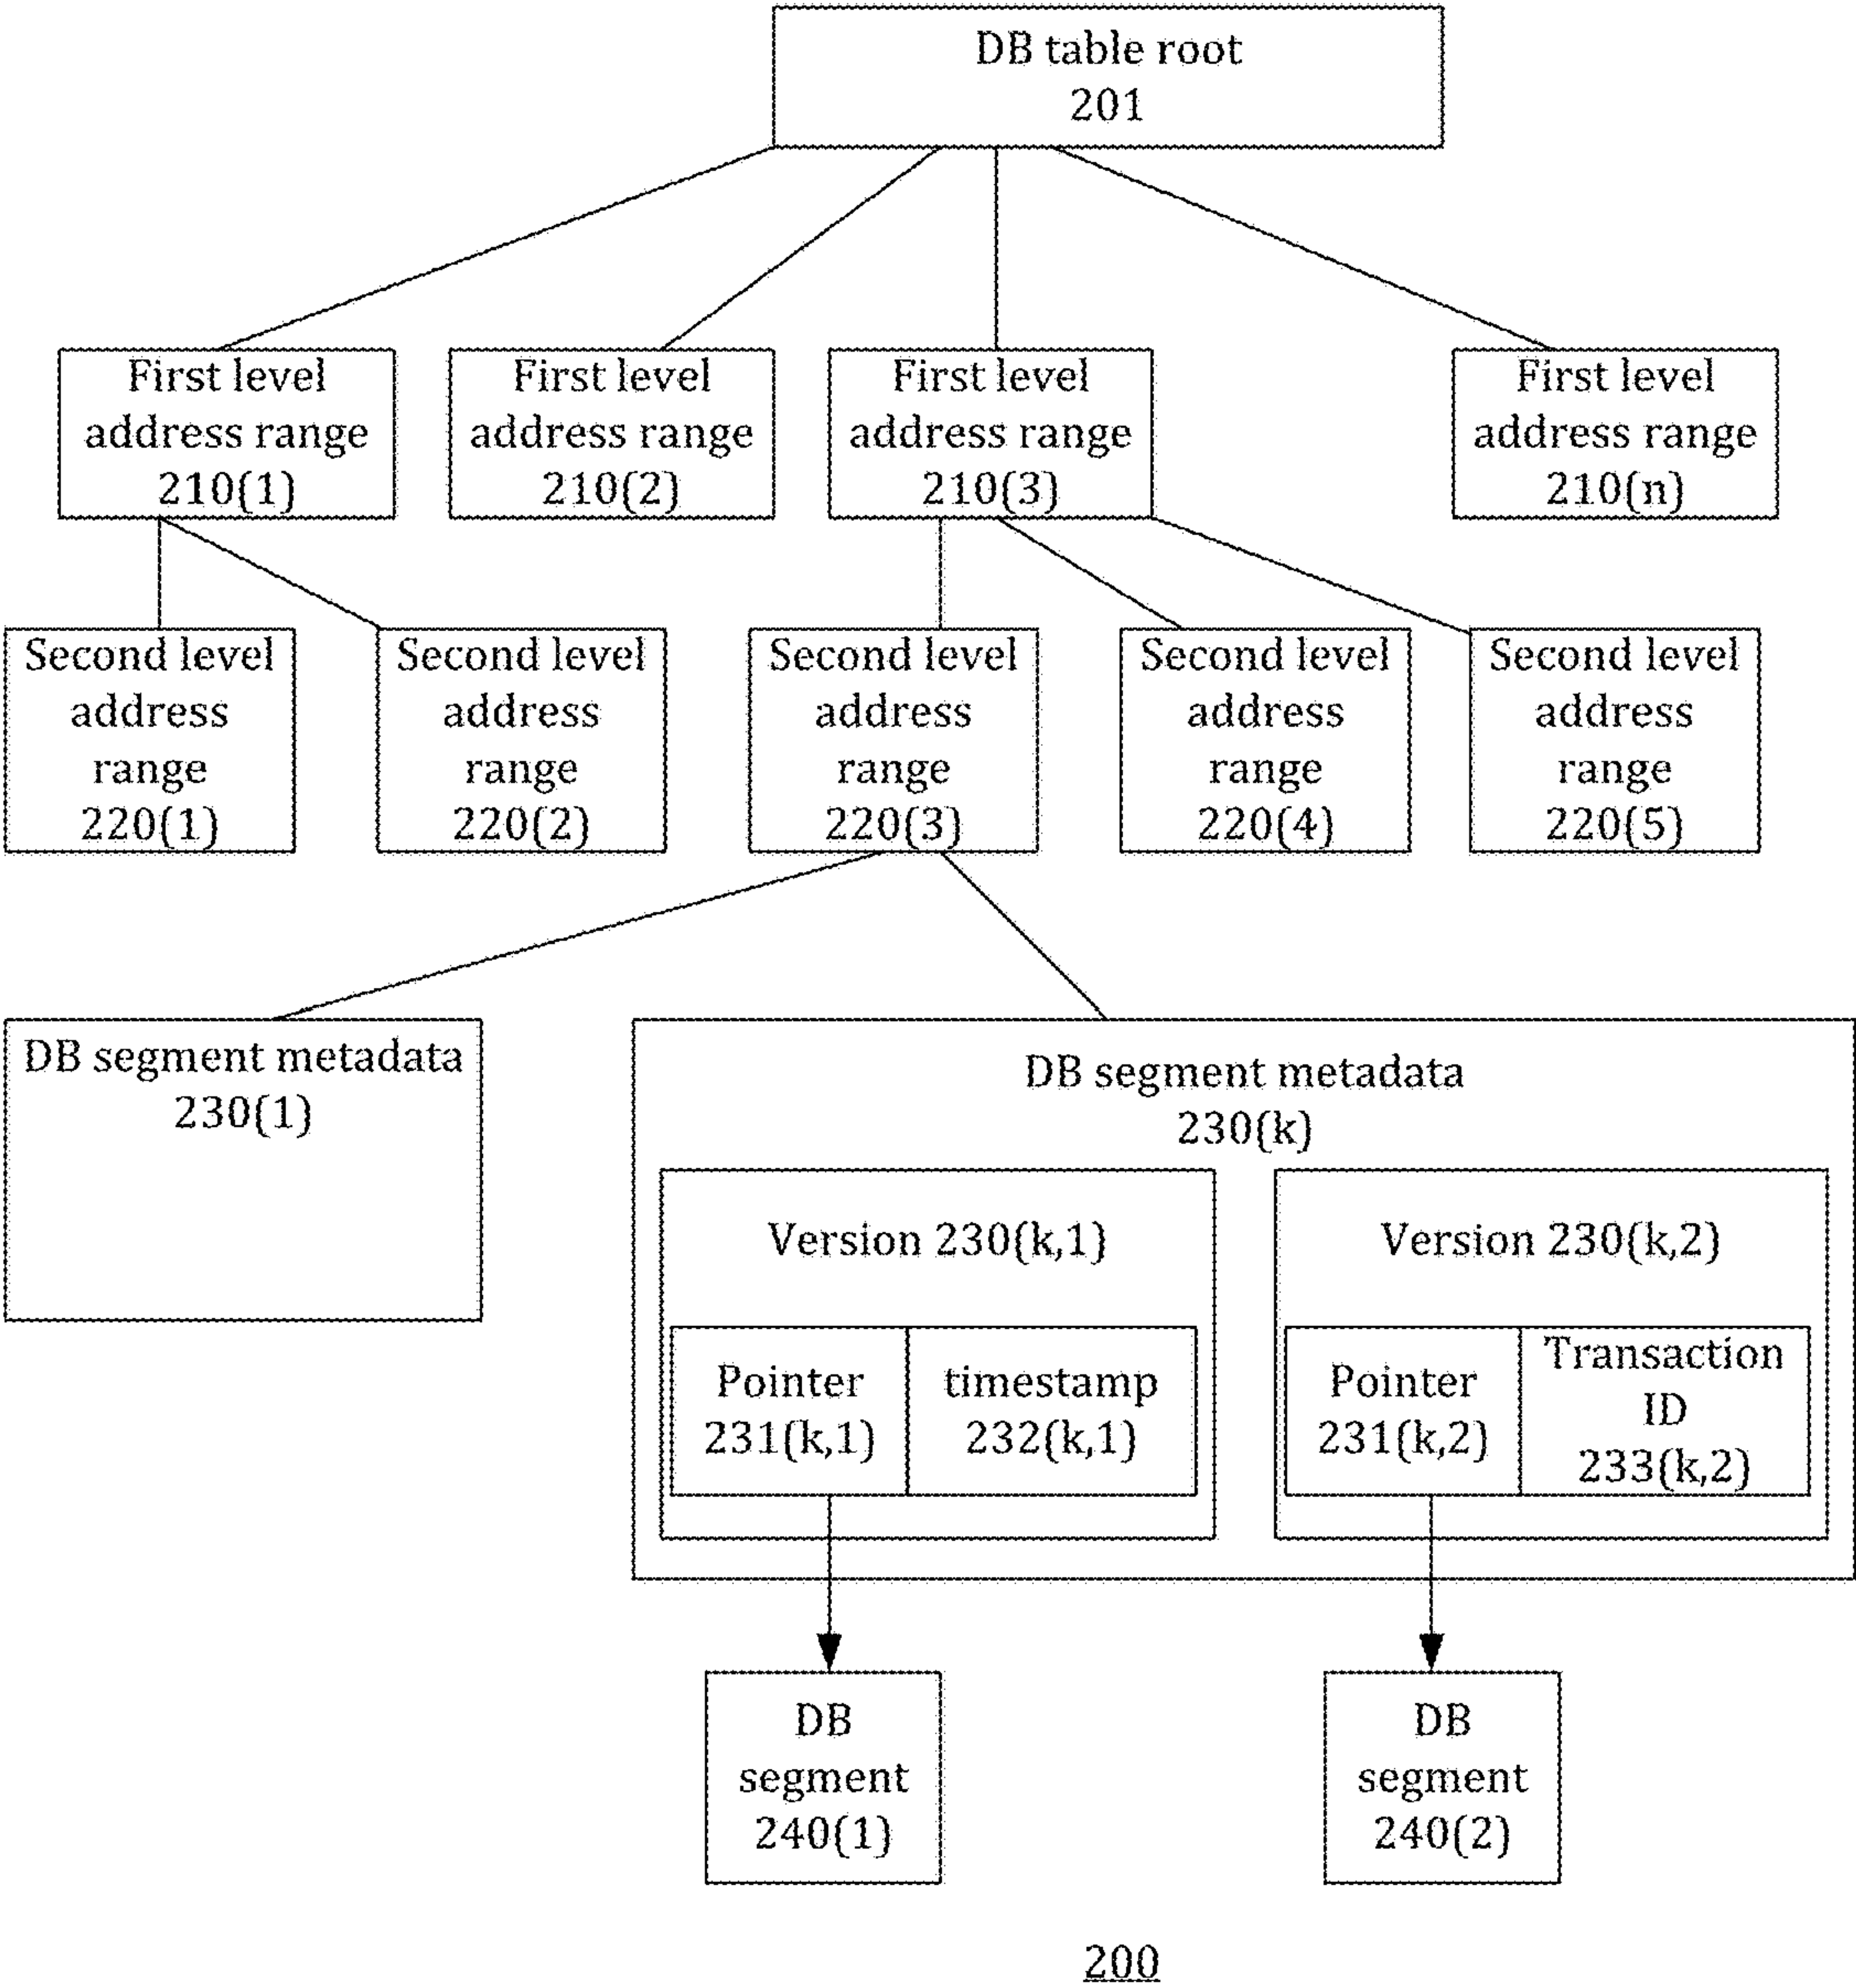 DB table root
201
First level
address range
210(1)
First level
address range
210(2)
First level
address range
210(3)
First level
address range
210(n)
Second level
address
range
220(1)
Second level
address
range
220(2)
Second level
address
range
220(3)
Second level
address
range
220(4)
Second level
address
range
220(5)
DB segment metadata
230(1)
DB segment metadata
230(k)
Version 230(k,1)
Pointer
231(k,1)
timestamp
232(k,1)
Version 230(k,2)
Pointer
231(k,2)
Transaction
ID
233(k,2)
DB
segment
240(1)
DB
segment
240(2)
200